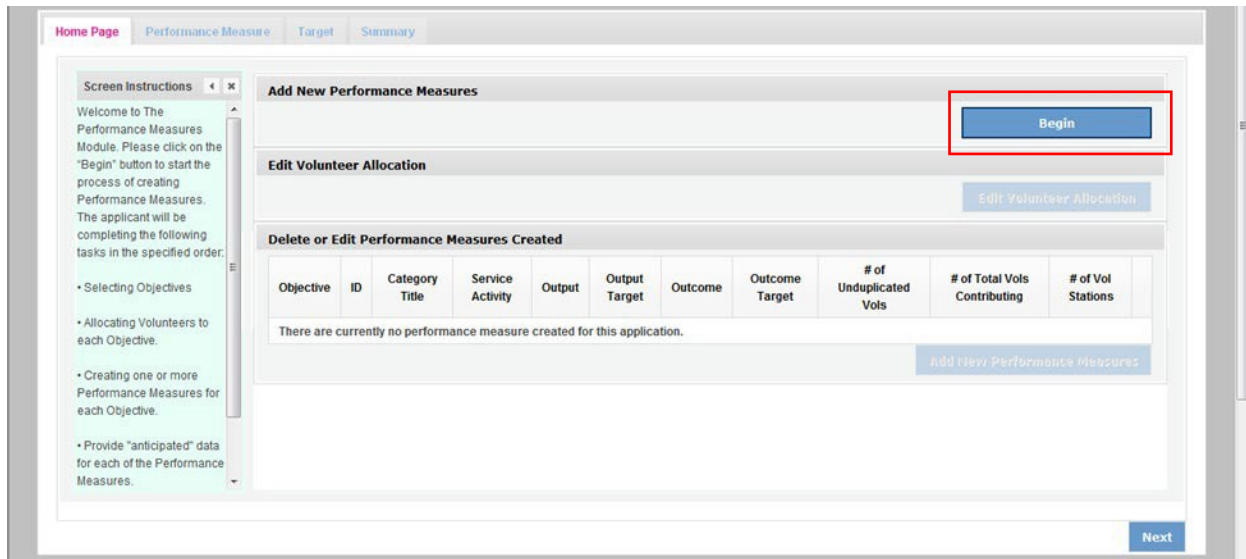 Home Page Performance Measure Target Summary
Screen Instructions
Welcome to The
Performance Measures
Module. Please click on the
"Begin" button to start the
process of creating
Performance Measures.
The applicant will be
completing the following
tasks in the specified order:
• Selecting Objectives
• Allocating Volunteers to
each Objective.
• Creating one or more
Performance Measures for
each Objective.
• Provide "anticipated" data
for each of the Performance
Measures.
Add New Performance Measures
Begin
Edit Volunteer Allocation
Edit Volunteer Allocation
Delete or Edit Performance Measures Created
Objective ID Category Title Service Activity Output Output Target Outcome Outcome Target # of Unduplicated Vols # of Total Vols Contributing # of Vol Stations
There are currently no performance measure created for this application.
Add New Performance Measures
Next